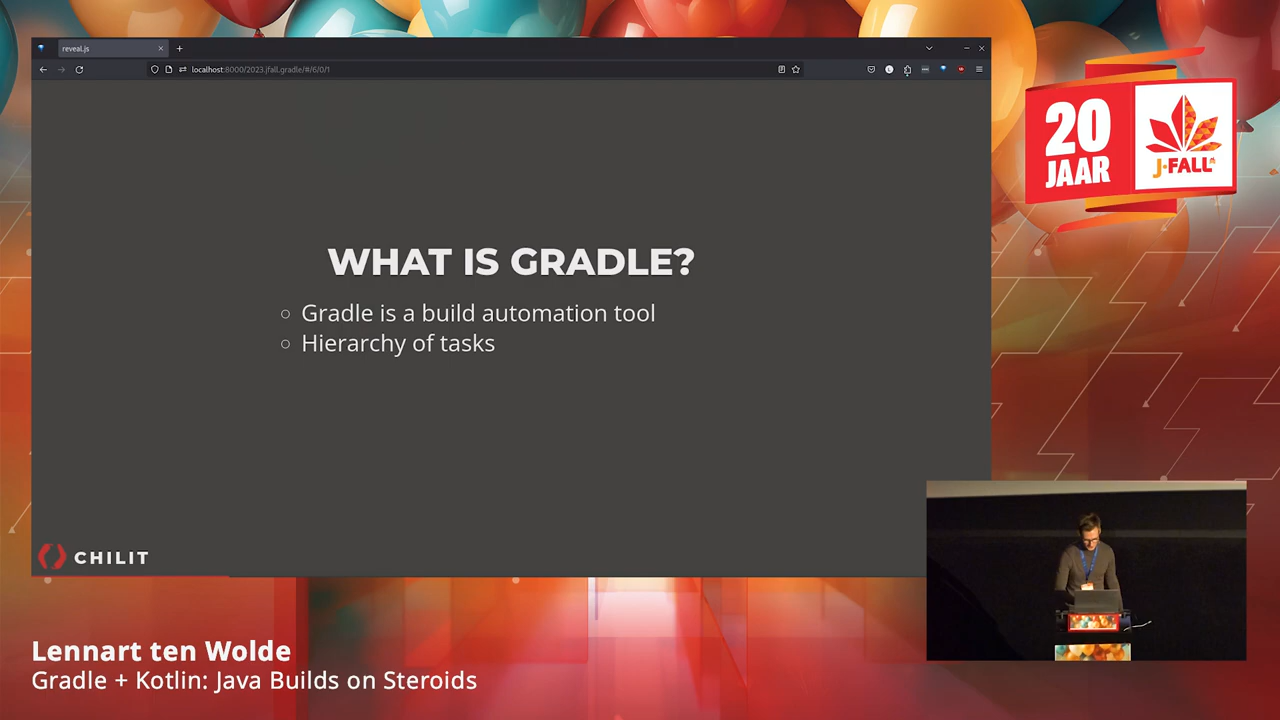 reveal.js
localhost:8000/2023.jfall.gradle/#/6/0/1
20
JAAR
J-FALL
WHAT IS GRADLE?
Gradle is a build automation tool
Hierarchy of tasks
CHILIT
Lennart ten Wolde
Gradle + Kotlin: Java Builds on Steroids